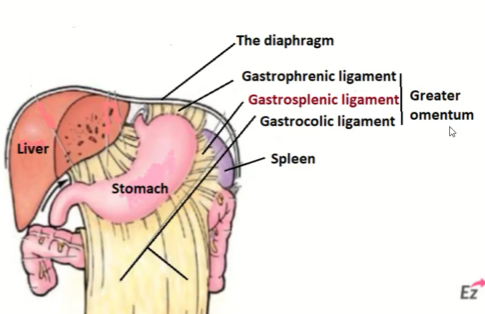 The diaphragm
Gastrophrenic ligament
Gastrosplenic ligament
Gastrocolic ligament
Greater
omentum
Liver
Spleen
Stomach
Ez